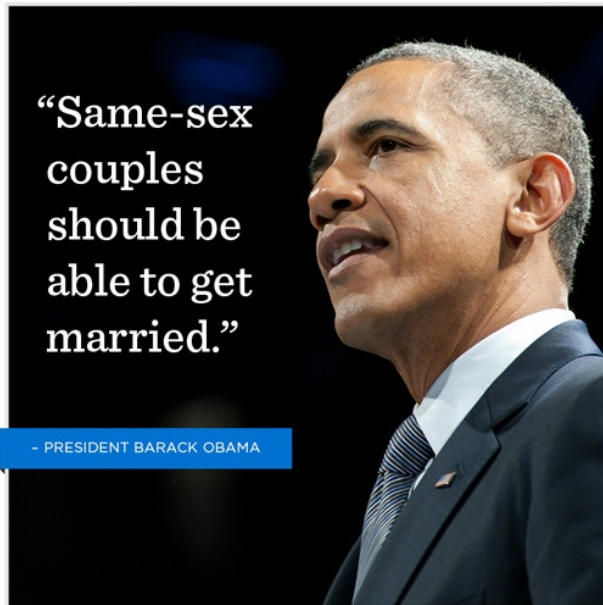 “Same-sex
couples
should be
able to get
married.”
– PRESIDENT BARACK OBAMA